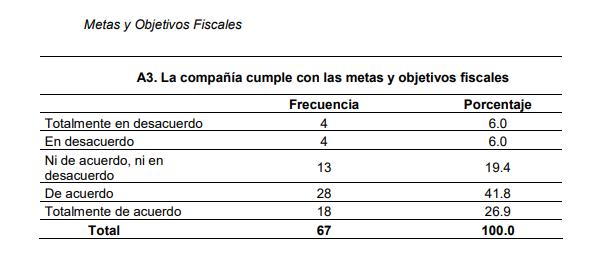 Metas y Objetivos Fiscales
A3. La compañía cumple con las metas y objetivos fiscales
Frecuencia Porcentaje
Totalmente en desacuerdo 4 6.0
En desacuerdo 4 6.0
Ni de acuerdo, ni en
desacuerdo 13 19.4
De acuerdo 28 41.8
Totalmente de acuerdo 18 26.9
Total 67 100.0